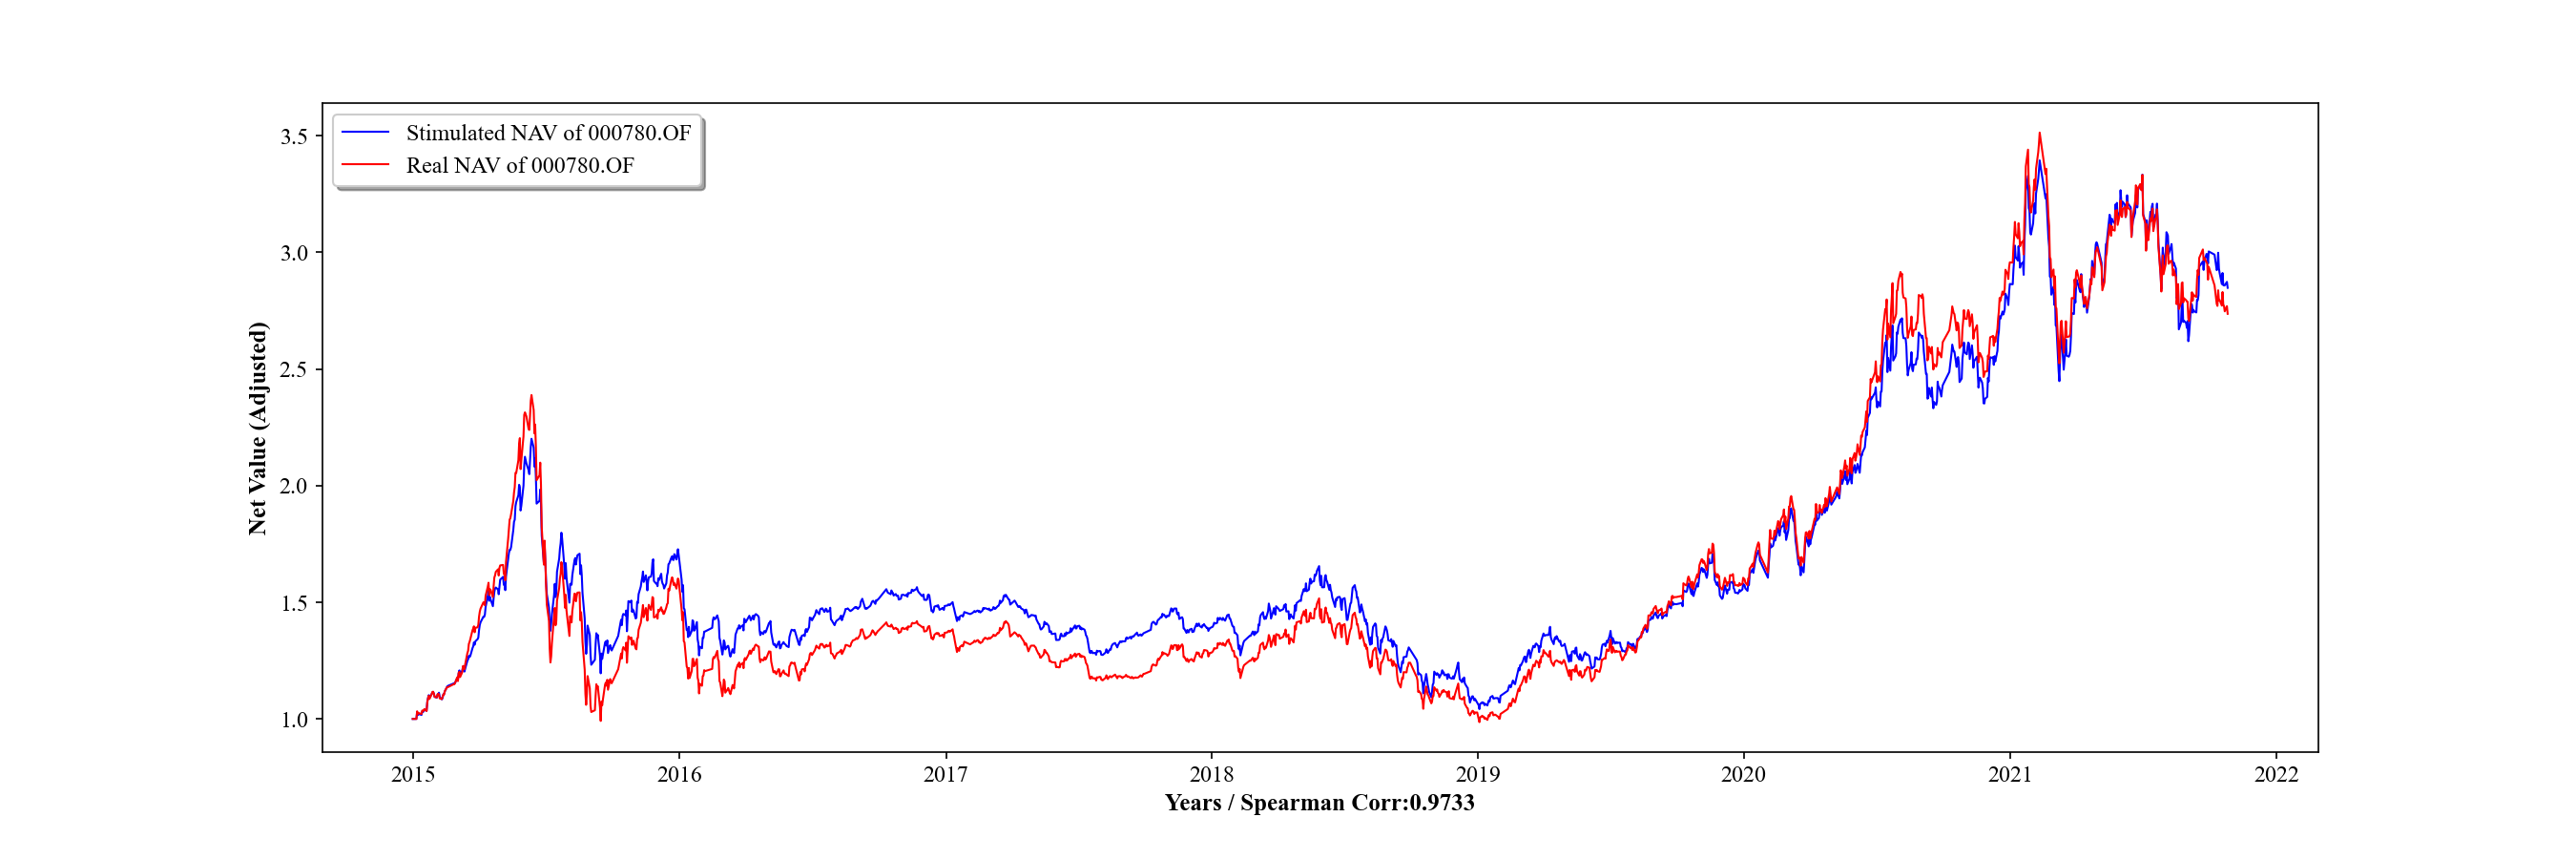 Stimulated NAV of 000780.OF
Real NAV of 000780.OF
Net Value (Adjusted)
3.5
3.0
2.5
2.0
1.5
1.0
2015 2016 2017 2018 2019 2020 2021 2022
Years / Spearman Corr:0.9733